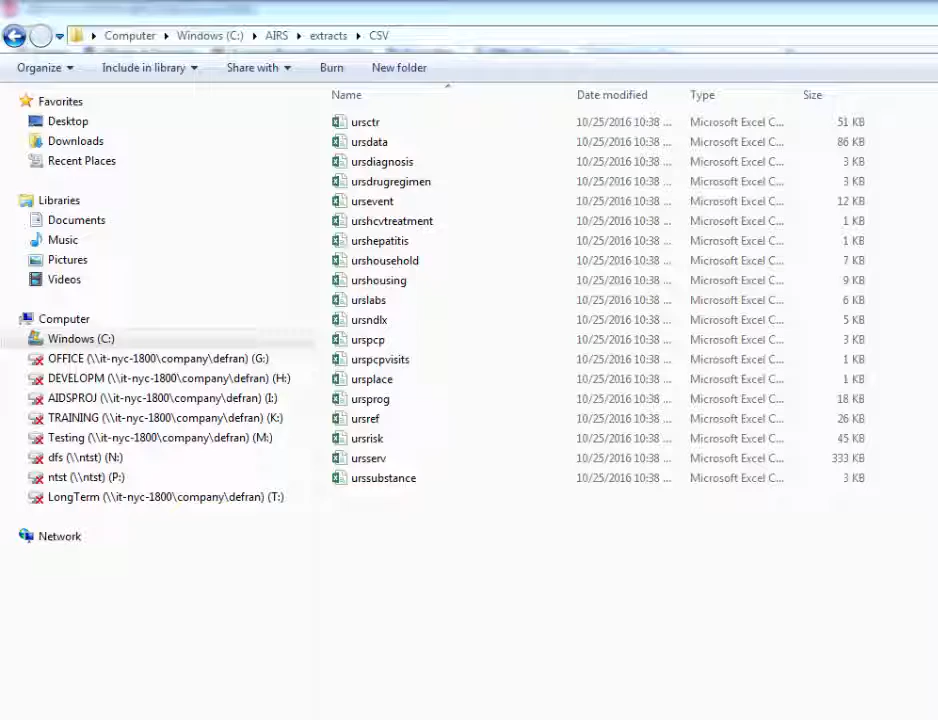 Computer Windows (C:) AIRS extracts CSV
Organize Include in library Share with Burn New folder
Favorites
Desktop
Downloads
Recent Places
Libraries
Documents
Music
Pictures
Videos
Computer
Windows (C:)
OFFICE (\\it-nyc-1800\company\defran) (G:)
DEVELOPM (\\it-nyc-1800\company\defran) (H:)
AIDSPROJ (\\it-nyc-1800\company\defran) (I:)
TRAINING (\\it-nyc-1800\company\defran) (K:)
Testing (\\it-nyc-1800\company\defran) (M:)
dfs (\\ntst) (N:)
ntst (\\ntst) (P:)
LongTerm (\\it-nyc-1800\company\defran) (T:)
Network
Name Date modified Type Size
ursctr 10/25/2016 10:38 ... Microsoft Excel C... 51 KB
ursdata 10/25/2016 10:38 ... Microsoft Excel C... 86 KB
ursdiagnosis 10/25/2016 10:38 ... Microsoft Excel C... 3 KB
ursdrugregimen 10/25/2016 10:38 ... Microsoft Excel C... 3 KB
ursevent 10/25/2016 10:38 ... Microsoft Excel C... 12 KB
urshcvtreatment 10/25/2016 10:38 ... Microsoft Excel C... 1 KB
urshepatitis 10/25/2016 10:38 ... Microsoft Excel C... 1 KB
urshousehold 10/25/2016 10:38 ... Microsoft Excel C... 7 KB
urshousing 10/25/2016 10:38 ... Microsoft Excel C... 9 KB
urslabs 10/25/2016 10:38 ... Microsoft Excel C... 6 KB
ursndlx 10/25/2016 10:38 ... Microsoft Excel C... 5 KB
urspcp 10/25/2016 10:38 ... Microsoft Excel C... 3 KB
urspcpvisits 10/25/2016 10:38 ... Microsoft Excel C... 1 KB
ursplace 10/25/2016 10:38 ... Microsoft Excel C... 1 KB
ursprog 10/25/2016 10:38 ... Microsoft Excel C... 18 KB
ursref 10/25/2016 10:38 ... Microsoft Excel C... 26 KB
ursrisk 10/25/2016 10:38 ... Microsoft Excel C... 45 KB
ursserv 10/25/2016 10:38 ... Microsoft Excel C... 333 KB
urssubstance 10/25/2016 10:38 ... Microsoft Excel C... 3 KB